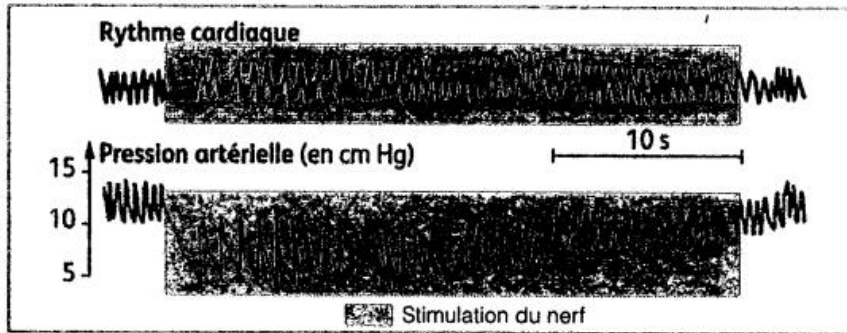 Rythme cardiaque
10 s
Pression artérielle (en cm Hg)
15
10
5
Stimulation du nerf